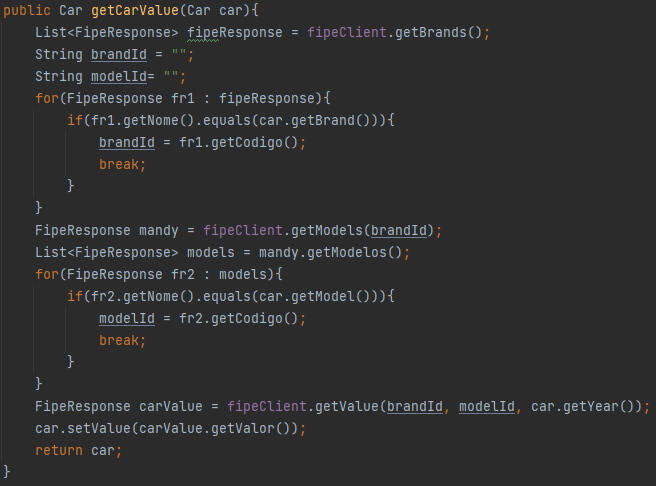 public Car getCarValue(Car car){
    List<FipeResponse> fipeResponse = fipeClient.getBrands();
    String brandId = "";
    String modelId= "";
    for(FipeResponse fr1 : fipeResponse){
        if(fr1.getNome().equals(car.getBrand())){
            brandId = fr1.getCodigo();
            break;
        }
    }
    FipeResponse mandy = fipeClient.getModels(brandId);
    List<FipeResponse> models = mandy.getModelos();
    for(FipeResponse fr2 : models){
        if(fr2.getNome().equals(car.getModel())){
            modelId = fr2.getCodigo();
            break;
        }
    }
    FipeResponse carValue = fipeClient.getValue(brandId, modelId, car.getYear());
    car.setValue(carValue.getValor());
    return car;
}